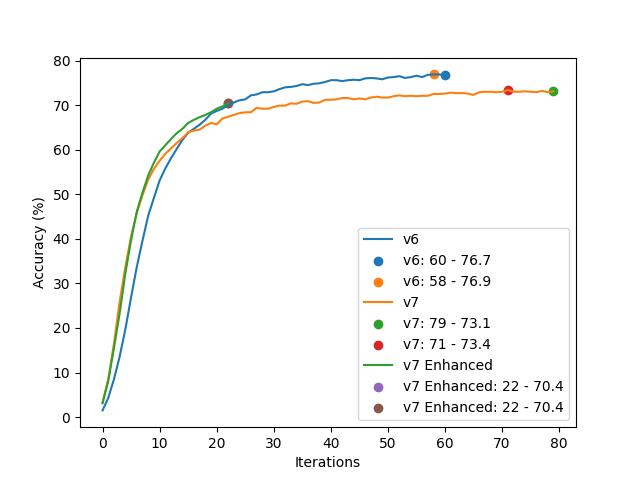 80
70
60
50
40
30
20
10
0
Accuracy (%)
v6
v6: 60 - 76.7
v6: 58 - 76.9
v7
v7: 79 - 73.1
v7: 71 - 73.4
v7 Enhanced
v7 Enhanced: 22 - 70.4
v7 Enhanced: 22 - 70.4
0 10 20 30 40 50 60 70 80
Iterations